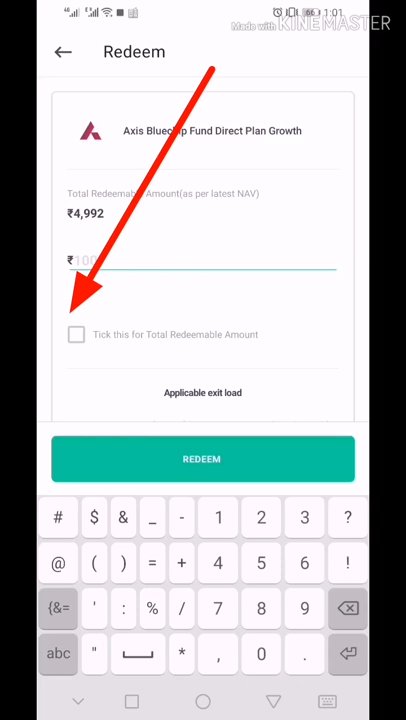 4G 66 1:01
Made with KINEMASTER
Redeem
Axis Bluechip Fund Direct Plan Growth
Total Redeemable Amount(as per latest NAV)
₹4,992
₹100
Tick this for Total Redeemable Amount
Applicable exit load
REDEEM
# $ & _ - 1 2 3 ?
@ ( ) = + 4 5 6 !
{&= ' : % / 7 8 9
abc " * , 0 .